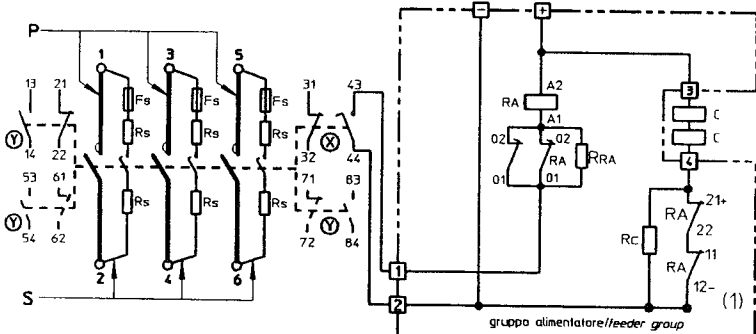 - +
P
1 3 5
13 21 31 43
Fs Fs Fs
Rs Rs Rs
Y X
14 22 32 44
53 61 71 83
Rs Rs Rs
Y Y
54 62 72 84
2 4 6
S
A2
RA
A1
02 02
RA RRA
01 01
3
C
C
4
21+
RA
22
RC
11
RA
12-
1
2
(1)
gruppo alimentatore/feeder group